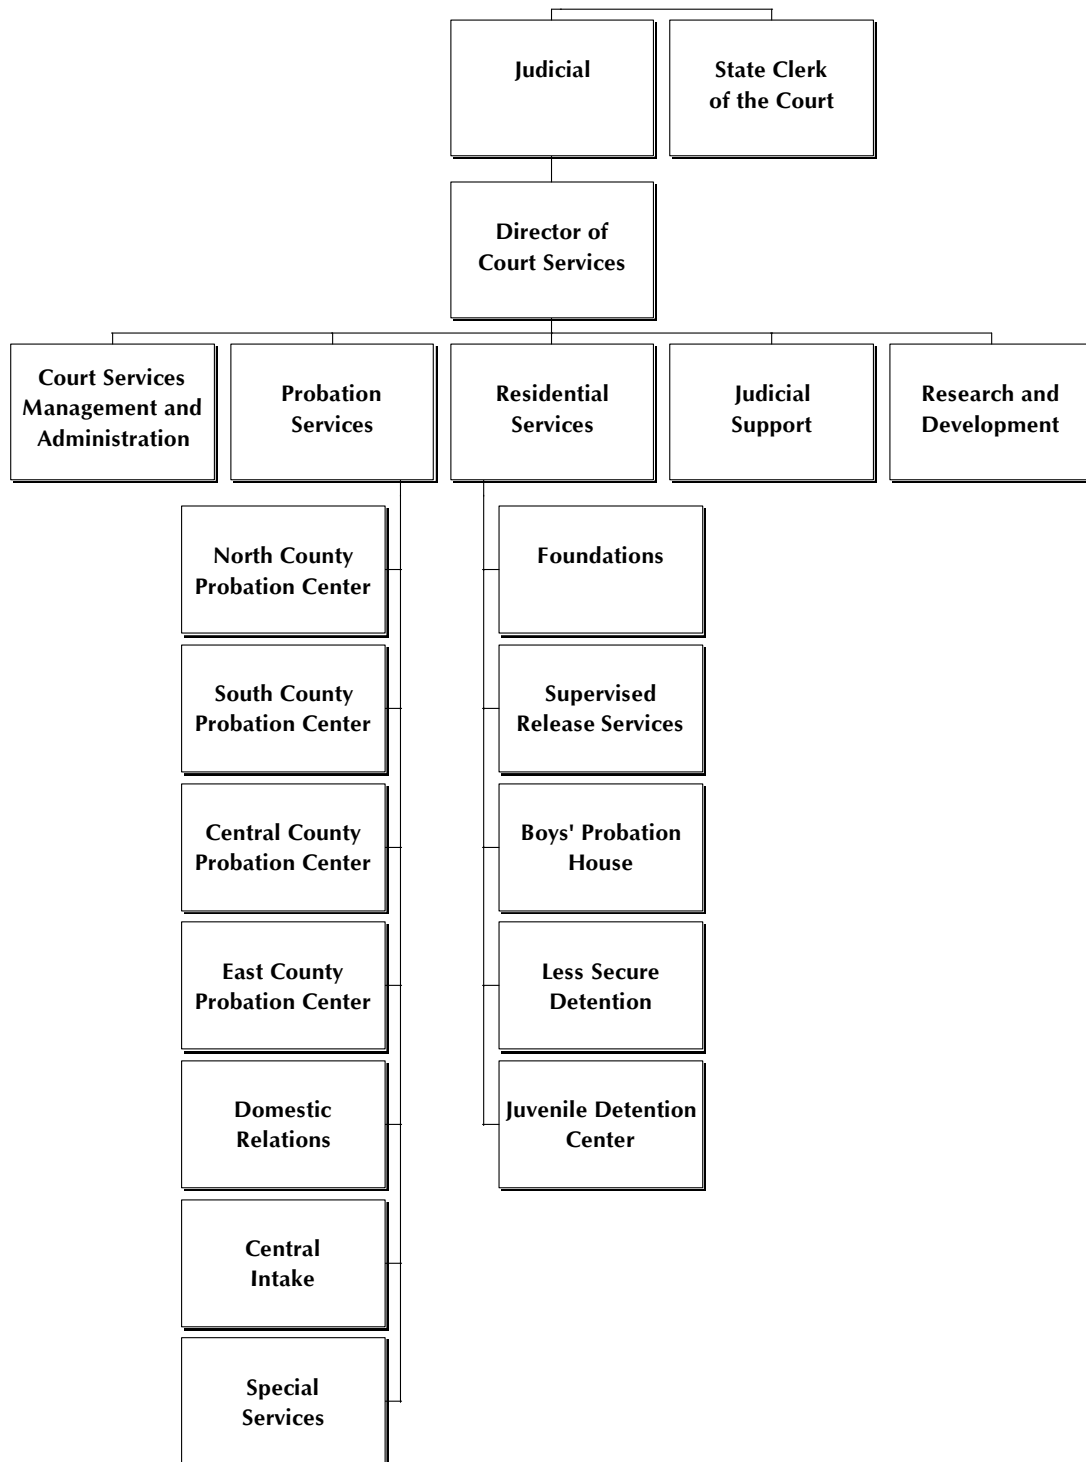 Judicial
State Clerk
of the Court
Director of
Court Services
Court Services
Management and
Administration
Probation
Services
Residential
Services
Judicial
Support
Research and
Development
North County
Probation Center
South County
Probation Center
Central County
Probation Center
East County
Probation Center
Domestic
Relations
Central
Intake
Special
Services
Foundations
Supervised
Release Services
Boys' Probation
House
Less Secure
Detention
Juvenile Detention
Center